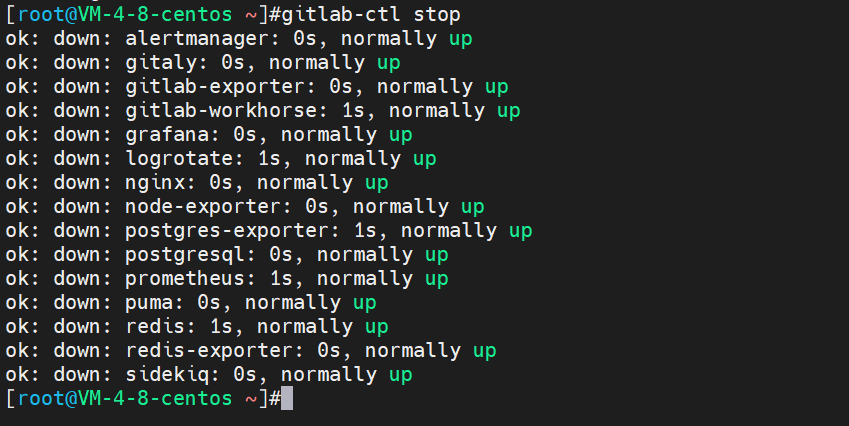 [root@VM-4-8-centos ~]#gitlab-ctl stop
ok: down: alertmanager: 0s, normally up
ok: down: gitaly: 0s, normally up
ok: down: gitlab-exporter: 0s, normally up
ok: down: gitlab-workhorse: 1s, normally up
ok: down: grafana: 0s, normally up
ok: down: logrotate: 1s, normally up
ok: down: nginx: 0s, normally up
ok: down: node-exporter: 0s, normally up
ok: down: postgres-exporter: 1s, normally up
ok: down: postgresql: 0s, normally up
ok: down: prometheus: 1s, normally up
ok: down: puma: 0s, normally up
ok: down: redis: 1s, normally up
ok: down: redis-exporter: 0s, normally up
ok: down: sidekiq: 0s, normally up
[root@VM-4-8-centos ~]#